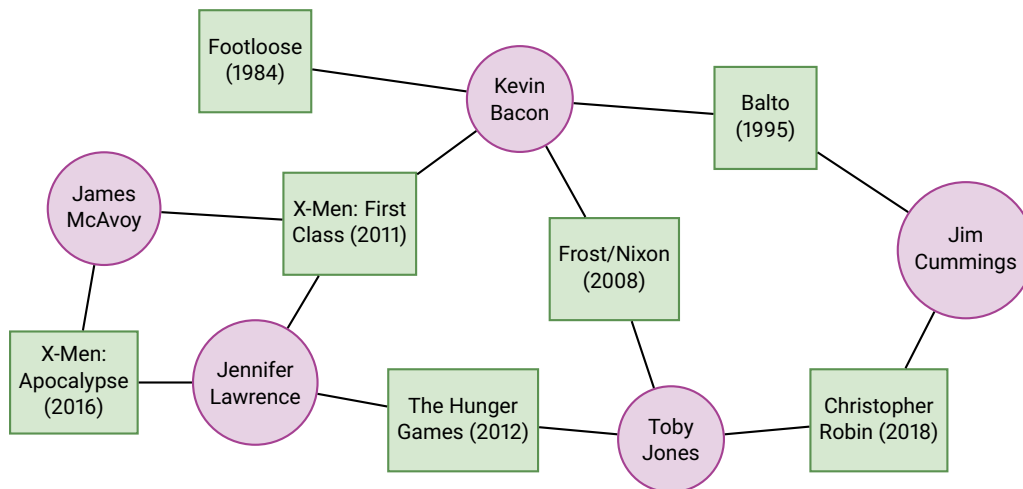 Footloose
(1984)
Kevin
Bacon
Balto
(1995)
James
McAvoy
X-Men: First
Class (2011)
Frost/Nixon
(2008)
Jim
Cummings
X-Men:
Apocalypse
(2016)
Jennifer
Lawrence
The Hunger
Games (2012)
Toby
Jones
Christopher
Robin (2018)